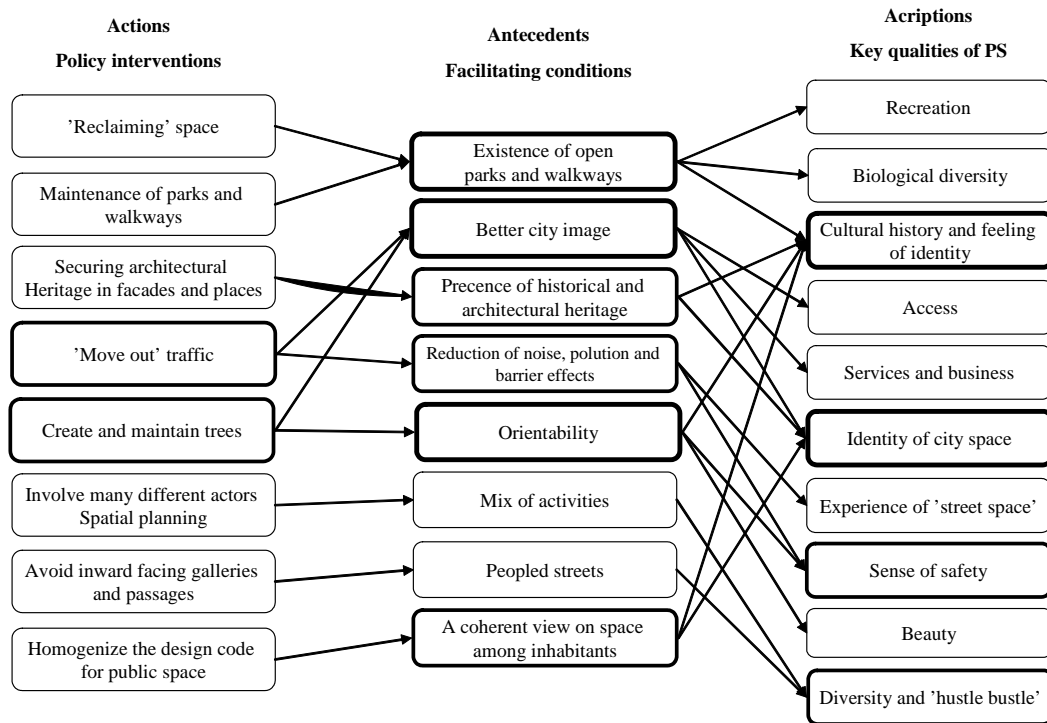 Actions
Policy interventions
’Reclaiming’ space
Maintenance of parks and
walkways
Securing architectural
Heritage in facades and places
’Move out’ traffic
Create and maintain trees
Involve many different actors
Spatial planning
Avoid inward facing galleries
and passages
Homogenize the design code
for public space
Antecedents
Facilitating conditions
Existence of open
parks and walkways
Better city image
Precence of historical and
architectural heritage
Reduction of noise, polution and
barrier effects
Orientability
Mix of activities
Peopled streets
A coherent view on space
among inhabitants
Acriptions
Key qualities of PS
Recreation
Biological diversity
Cultural history and feeling
of identity
Access
Services and business
Identity of city space
Experience of ’street space’
Sense of safety
Beauty
Diversity and ’hustle bustle’